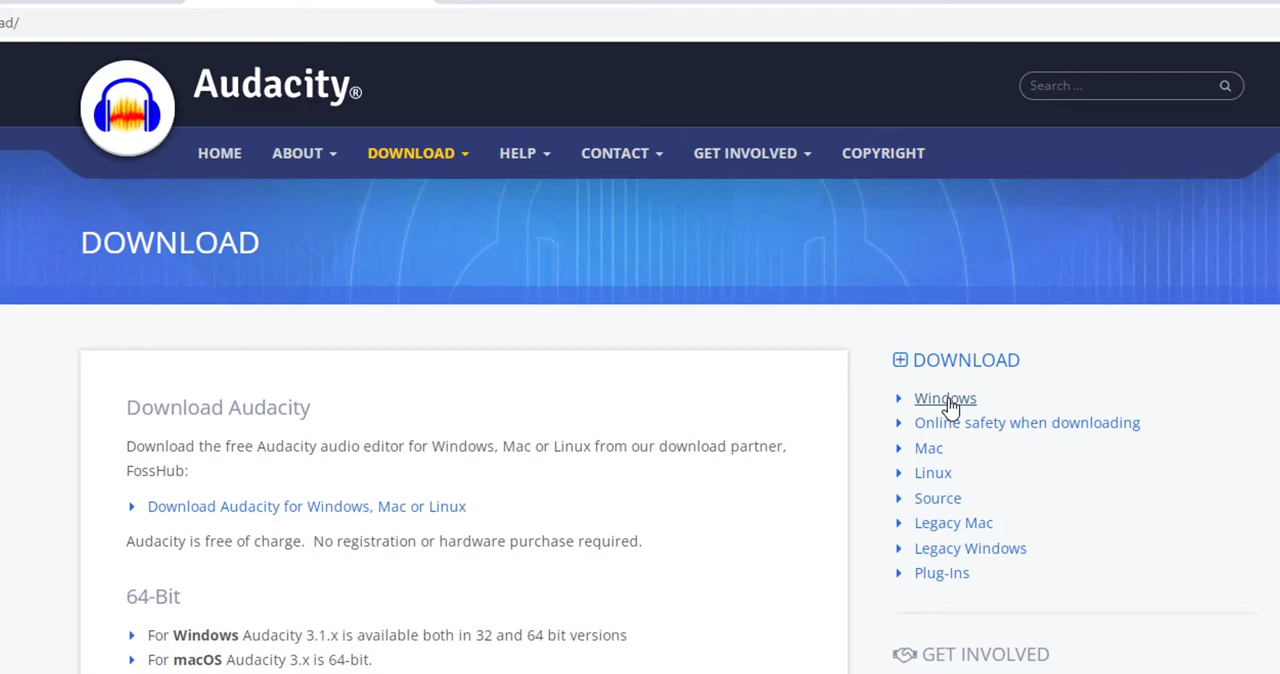 ad/
Audacity®
Search ...
HOME ABOUT DOWNLOAD HELP CONTACT GET INVOLVED COPYRIGHT
DOWNLOAD
Download Audacity
Download the free Audacity audio editor for Windows, Mac or Linux from our download partner,
FossHub:
Download Audacity for Windows, Mac or Linux
Audacity is free of charge. No registration or hardware purchase required.
64-Bit
For Windows Audacity 3.1.x is available both in 32 and 64 bit versions
For macOS Audacity 3.x is 64-bit.
DOWNLOAD
Windows
Online safety when downloading
Mac
Linux
Source
Legacy Mac
Legacy Windows
Plug-Ins
GET INVOLVED